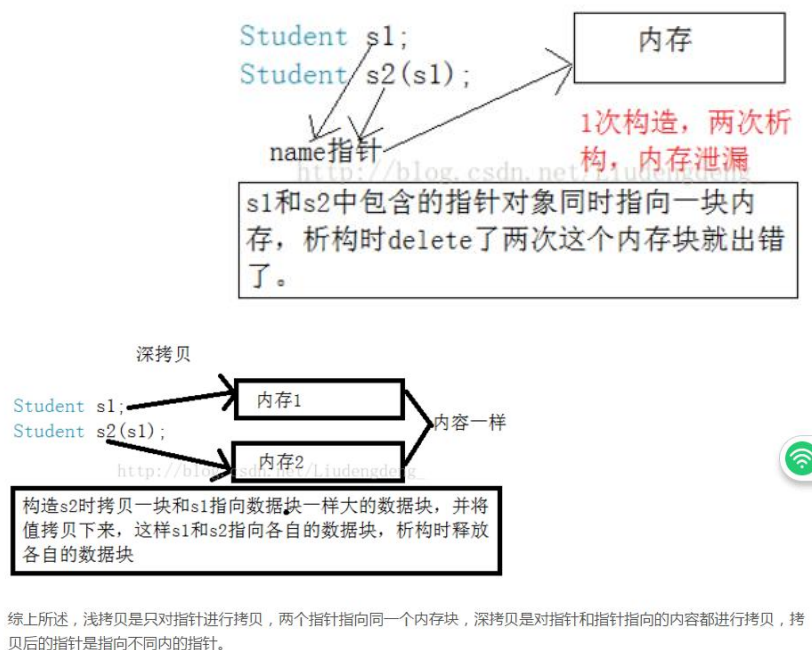 Student s1;
Student s2(s1);
内存
name指针
1次构造，两次析
构，内存泄漏
http://blog.csdn.net/Liudengdeng_
s1和s2中包含的指针对象同时指向一块内
存，析构时delete了两次这个内存块就出错
了。
深拷贝
Student s1;
Student s2(s1);
内存1
内存2
内容一样
http://blog.csdn.net/Liudengdeng_
构造s2时拷贝一块和s1指向数据块一样大的数据块，并将
值拷贝下来，这样s1和s2指向各自的数据块，析构时释放
各自的数据块
综上所述，浅拷贝是只对指针进行拷贝，两个指针指向同一个内存块，深拷贝是对指针和指针指向的内容都进行拷贝，拷
贝后的指针是指向不同内的指针。